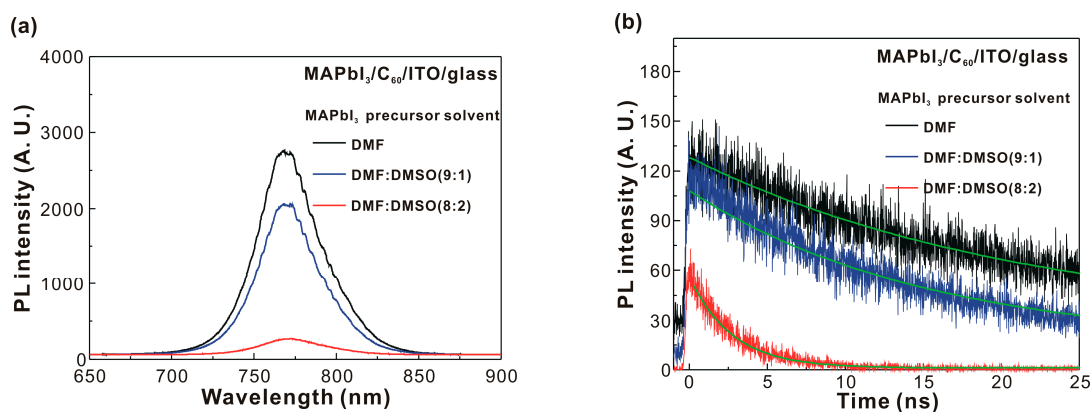 (a)
4000
3000
2000
1000
0
650 700 750 800 850 900
PL intensity (A. U.)
Wavelength (nm)
MAPbI₃/C₆₀/ITO/glass
MAPbI₃ precursor solvent
DMF
DMF:DMSO(9:1)
DMF:DMSO(8:2)
(b)
180
150
120
90
60
30
0
0 5 10 15 20 25
PL intensity (A. U.)
Time (ns)
MAPbI₃/C₆₀/ITO/glass
MAPbI₃ precursor solvent
DMF
DMF:DMSO(9:1)
DMF:DMSO(8:2)